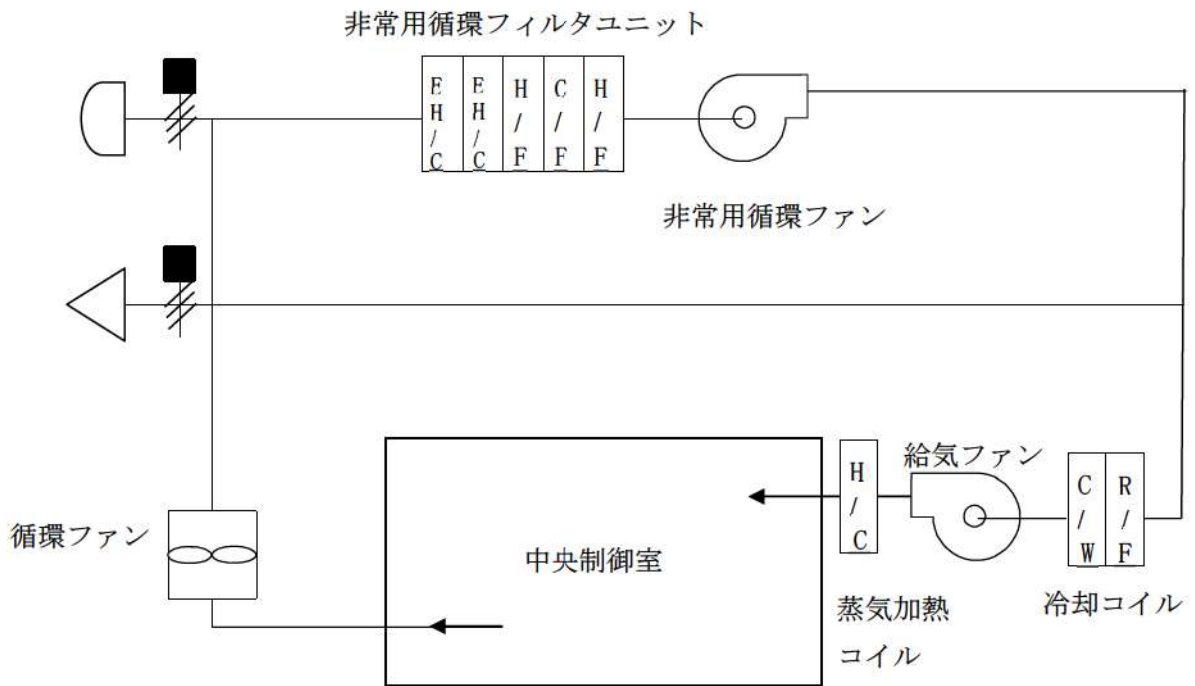 非常用循環フィルタユニット
EH/C
EH/C
H/F
C/F
H/F
非常用循環ファン
給気ファン
H/C
C/W
R/F
循環ファン
中央制御室
蒸気加熱
コイル
冷却コイル